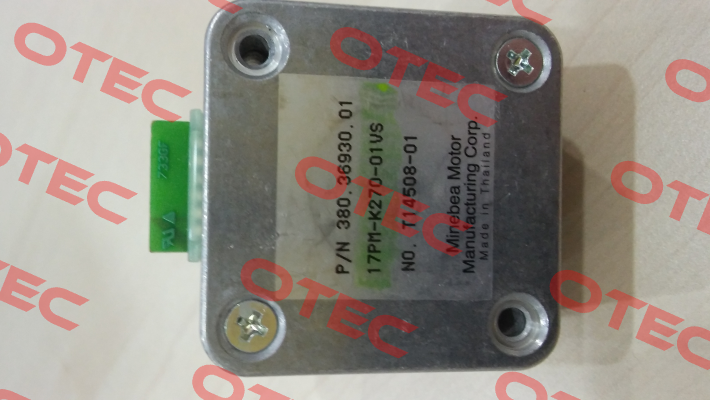 P/N 380.36930.01
17PM-K270-01VS
NO. T14508-01
Minebea Motor
Manufacturing Corp.
Made in Thailand
OTEC
OTEC
OTEC
OTEC
OTEC
OTEC
OTEC
OTEC
OTEC